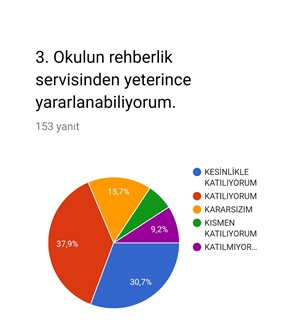 3. Okulun rehberlik
servisinden yeterince
yararlanabiliyorum.
153 yanıt
KESİNLİKLE
KATILIYORUM
KATILIYORUM
KARARSIZIM
KISMEN
KATILIYORUM
KATILMIYOR...
15,7%
9,2%
37,9%
30,7%